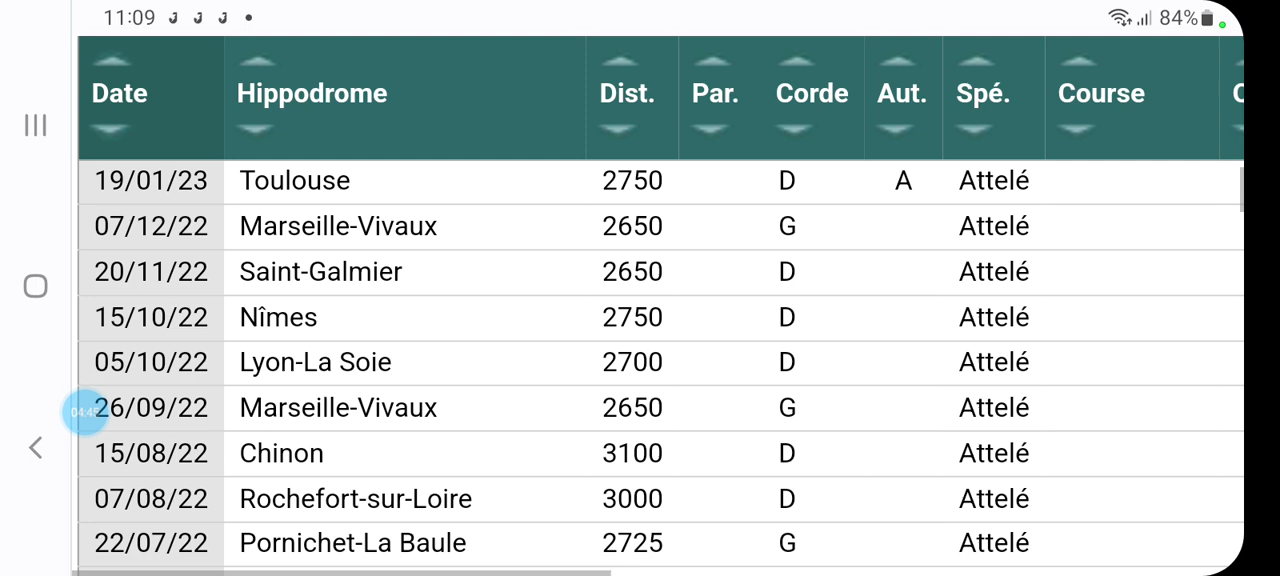 11:09 84%
Date Hippodrome Dist. Par. Corde Aut. Spé. Course
19/01/23 Toulouse 2750 D A Attelé
07/12/22 Marseille-Vivaux 2650 G Attelé
20/11/22 Saint-Galmier 2650 D Attelé
15/10/22 Nîmes 2750 D Attelé
05/10/22 Lyon-La Soie 2700 D Attelé
04:45 26/09/22 Marseille-Vivaux 2650 G Attelé
15/08/22 Chinon 3100 D Attelé
07/08/22 Rochefort-sur-Loire 3000 D Attelé
22/07/22 Pornichet-La Baule 2725 G Attelé